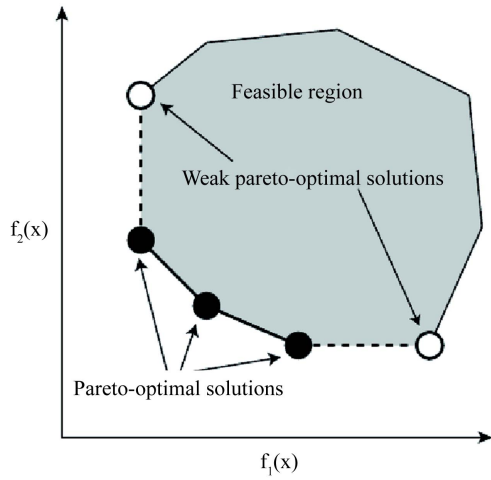 Feasible region
Weak pareto-optimal solutions
f₂(x)
Pareto-optimal solutions
f₁(x)